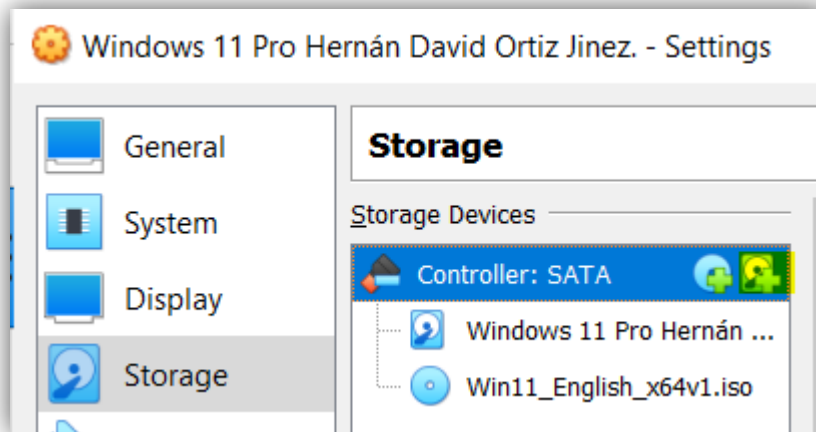 Windows 11 Pro Hernán David Ortiz Jinez. - Settings
General
System
Display
Storage
Storage
Storage Devices
Controller: SATA
Windows 11 Pro Hernán ...
Win11_English_x64v1.iso